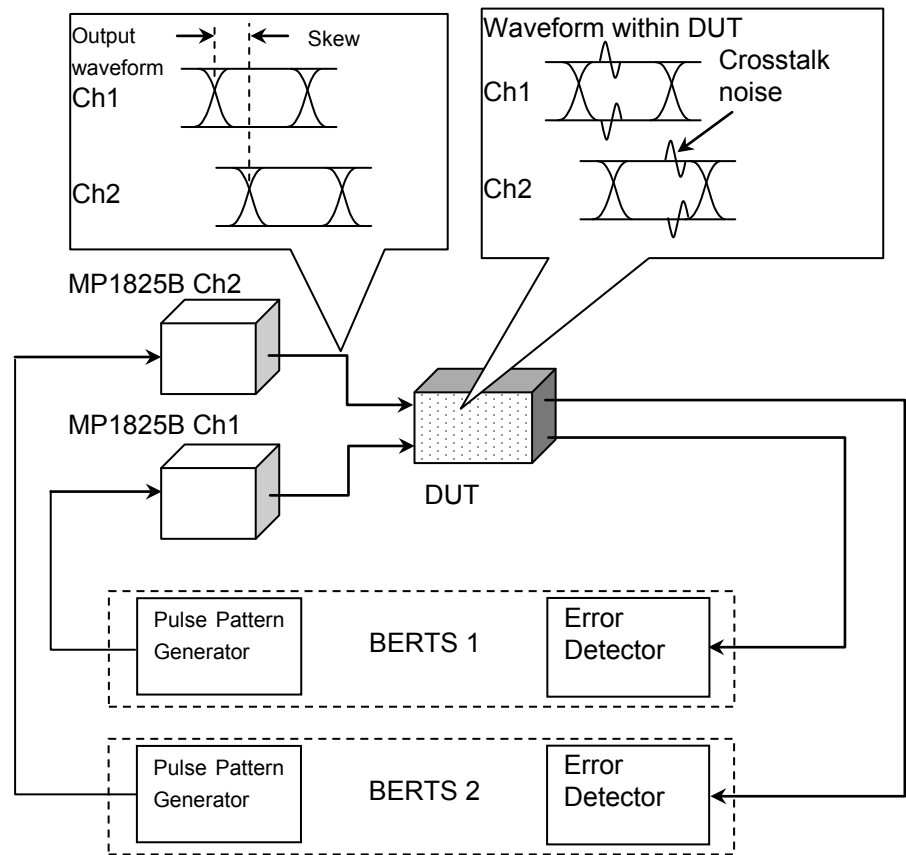 Output
waveform
Skew
Ch1
Ch2
Waveform within DUT
Crosstalk
noise
Ch1
Ch2
MP1825B Ch2
MP1825B Ch1
DUT
Pulse Pattern
Generator
BERTS 1
Error
Detector
Pulse Pattern
Generator
BERTS 2
Error
Detector